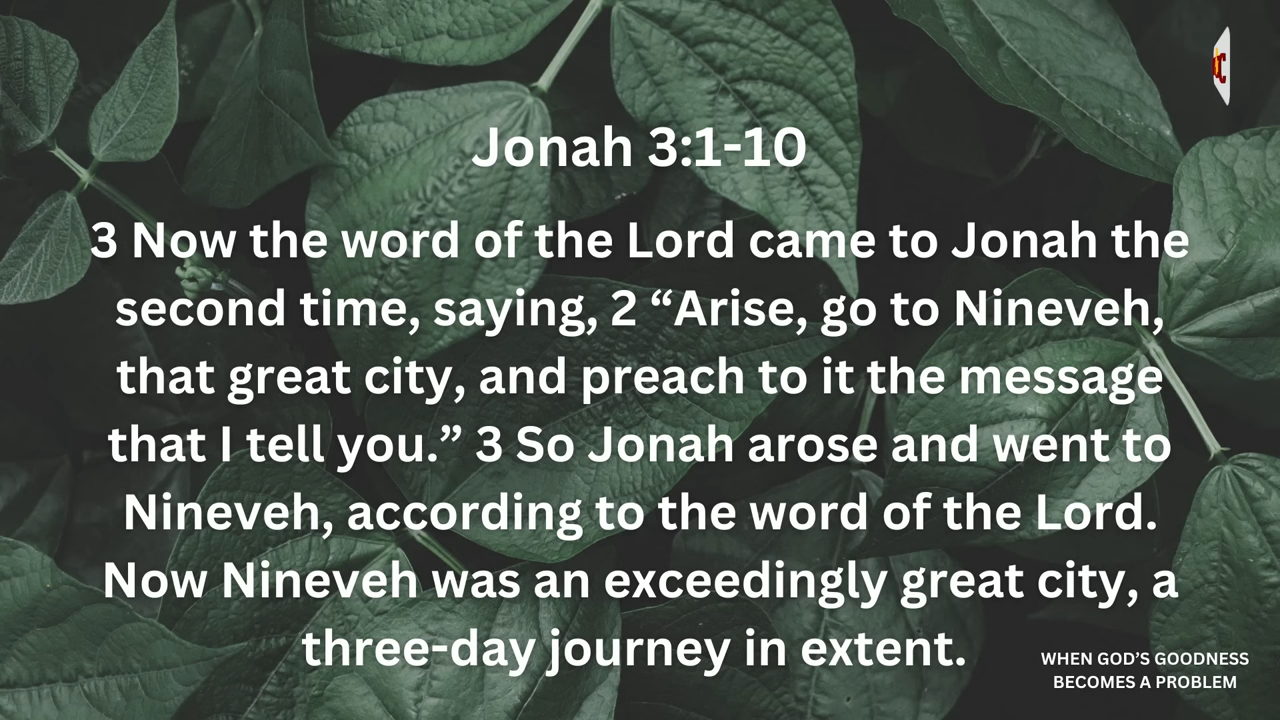 Jonah 3:1-10
3 Now the word of the Lord came to Jonah the
second time, saying, 2 “Arise, go to Nineveh,
that great city, and preach to it the message
that I tell you.” 3 So Jonah arose and went to
Nineveh, according to the word of the Lord.
Now Nineveh was an exceedingly great city, a
three-day journey in extent.
WHEN GOD’S GOODNESS
BECOMES A PROBLEM